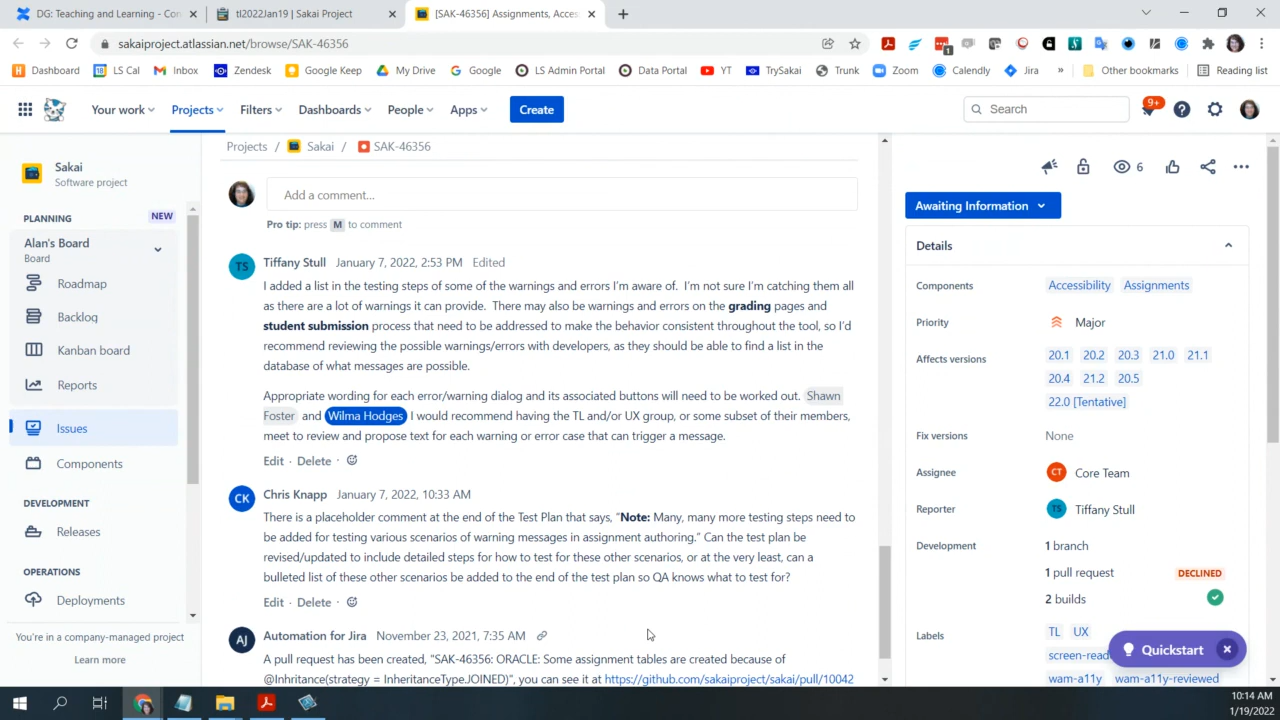 DG: Teaching and Learning - Con
tl2022Jan19 | Sakai Project
[SAK-46356] Assignments, Acces
sakaiproject.atlassian.net/browse/SAK-46356
Dashboard
LS Cal
Inbox
Zendesk
Google Keep
My Drive
Google
LS Admin Portal
Data Portal
YT
TrySakai
Trunk
Zoom
Calendly
Jira
»
Other bookmarks
Reading list
Your work
Projects
Filters
Dashboards
People
Apps
Create
Search
9+
Sakai
Software project
PLANNING
NEW
Alan's Board
Board
Roadmap
Backlog
Kanban board
Reports
Issues
Components
DEVELOPMENT
Releases
OPERATIONS
Deployments
You're in a company-managed project
Learn more
Projects / Sakai / SAK-46356
Add a comment...
Pro tip: press M to comment
TS
Tiffany Stull January 7, 2022, 2:53 PM Edited
I added a list in the testing steps of some of the warnings and errors I'm aware of. I'm not sure I'm catching them all
as there are a lot of warnings it can provide. There may also be warnings and errors on the grading pages and
student submission process that need to be addressed to make the behavior consistent throughout the tool, so I'd
recommend reviewing the possible warnings/errors with developers, as they should be able to find a list in the
database of what messages are possible.
Appropriate wording for each error/warning dialog and its associated buttons will need to be worked out. Shawn
Foster and Wilma Hodges I would recommend having the TL and/or UX group, or some subset of their members,
meet to review and propose text for each warning or error case that can trigger a message.
Edit · Delete ·
CK
Chris Knapp January 7, 2022, 10:33 AM
There is a placeholder comment at the end of the Test Plan that says, "Note: Many, many more testing steps need to
be added for testing various scenarios of warning messages in assignment authoring." Can the test plan be
revised/updated to include detailed steps for how to test for these other scenarios, or at the very least, can a
bulleted list of these other scenarios be added to the end of the test plan so QA knows what to test for?
Edit · Delete ·
AJ
Automation for Jira November 23, 2021, 7:35 AM
A pull request has been created, "SAK-46356: ORACLE: Some assignment tables are created because of
@Inheritance(strategy = InheritanceType.JOINED)", you can see it at https://github.com/sakaiproject/sakai/pull/10042
6
Awaiting Information
Details
Components
Accessibility Assignments
Priority
Major
Affects versions
20.1 20.2 20.3 21.0 21.1
20.4 21.2 20.5
22.0 [Tentative]
Fix versions
None
Assignee
CT Core Team
Reporter
TS Tiffany Stull
Development
1 branch
1 pull request DECLINED
2 builds
Labels
TL UX
screen-read
wam-a11y wam-a11y-reviewed
Quickstart
10:14 AM
1/19/2022